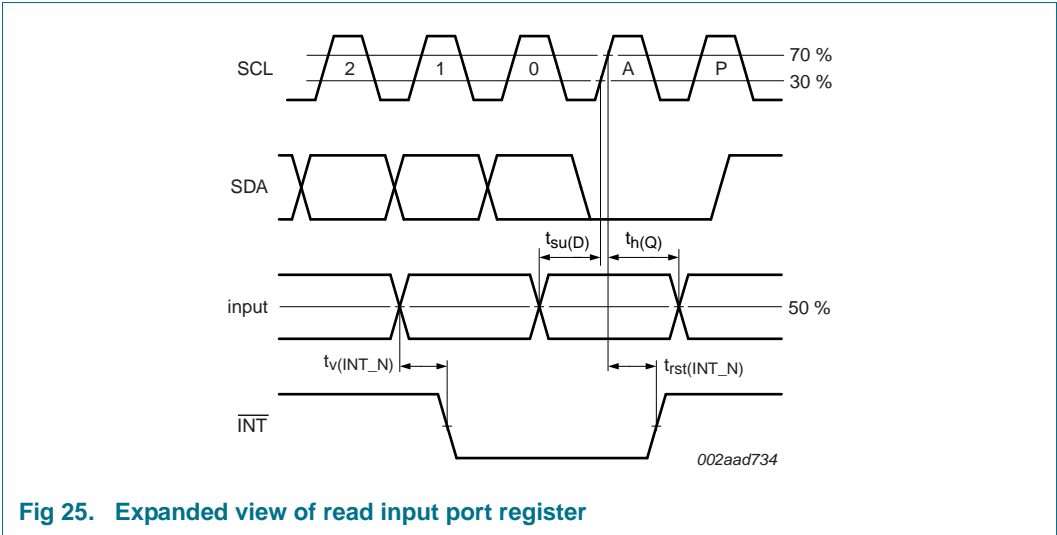 SCL 2 1 0 A P 70 %
30 %
SDA
tsu(D) th(Q)
input 50 %
tv(INT_N) trst(INT_N)
INT
002aad734
Fig 25. Expanded view of read input port register